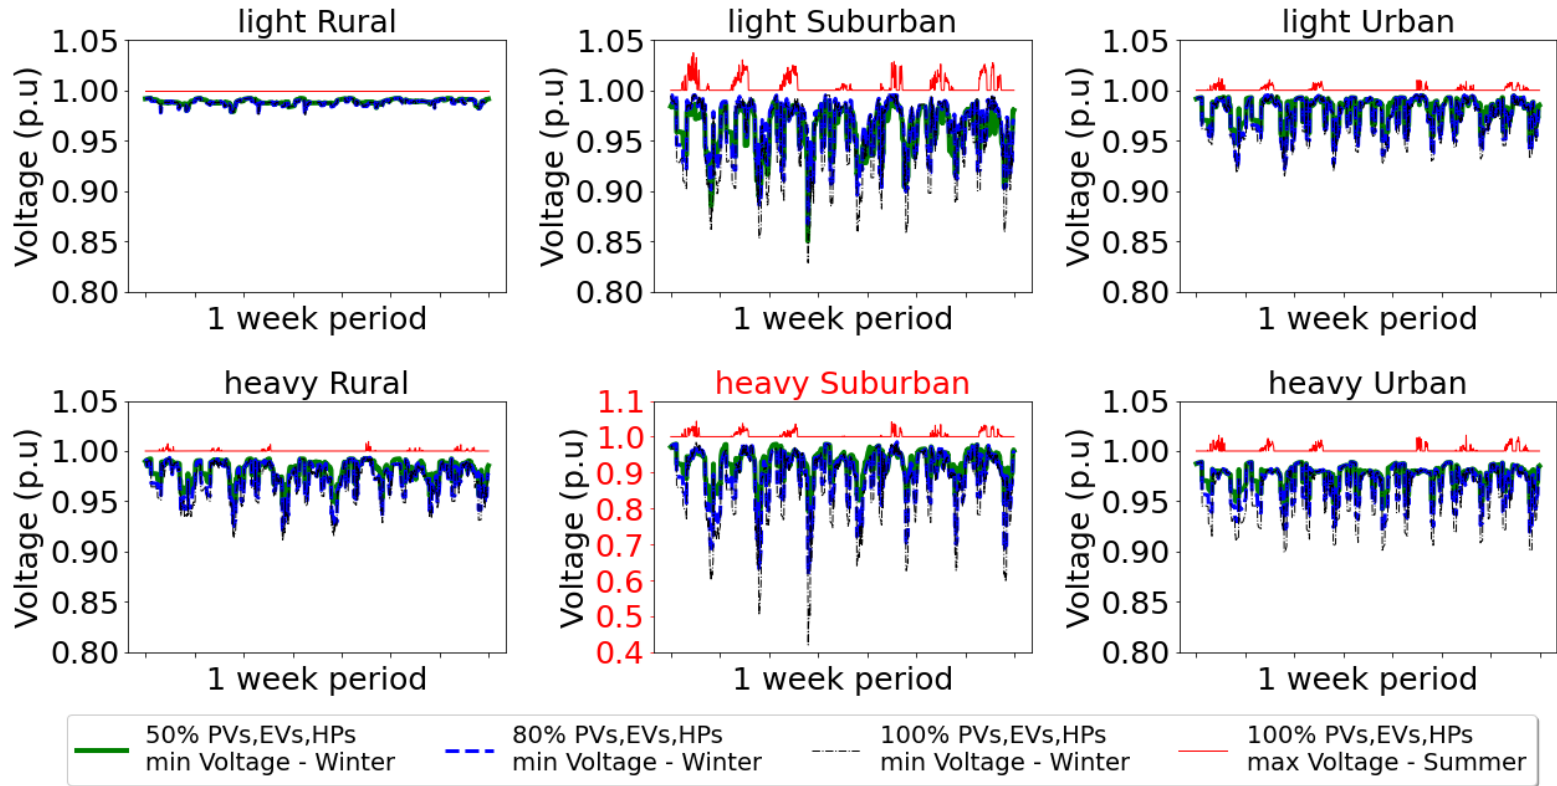 light Rural
1.05
1.00
0.95
0.90
0.85
0.80
Voltage (p.u)
1 week period
light Suburban
1.05
1.00
0.95
0.90
0.85
0.80
Voltage (p.u)
1 week period
light Urban
1.05
1.00
0.95
0.90
0.85
0.80
Voltage (p.u)
1 week period
heavy Rural
1.05
1.00
0.95
0.90
0.85
0.80
Voltage (p.u)
1 week period
heavy Suburban
1.1
1.0
0.9
0.8
0.7
0.6
0.5
0.4
Voltage (p.u)
1 week period
heavy Urban
1.05
1.00
0.95
0.90
0.85
0.80
Voltage (p.u)
1 week period
50% PVs,EVs,HPs
min Voltage - Winter
80% PVs,EVs,HPs
min Voltage - Winter
100% PVs,EVs,HPs
min Voltage - Winter
100% PVs,EVs,HPs
max Voltage - Summer